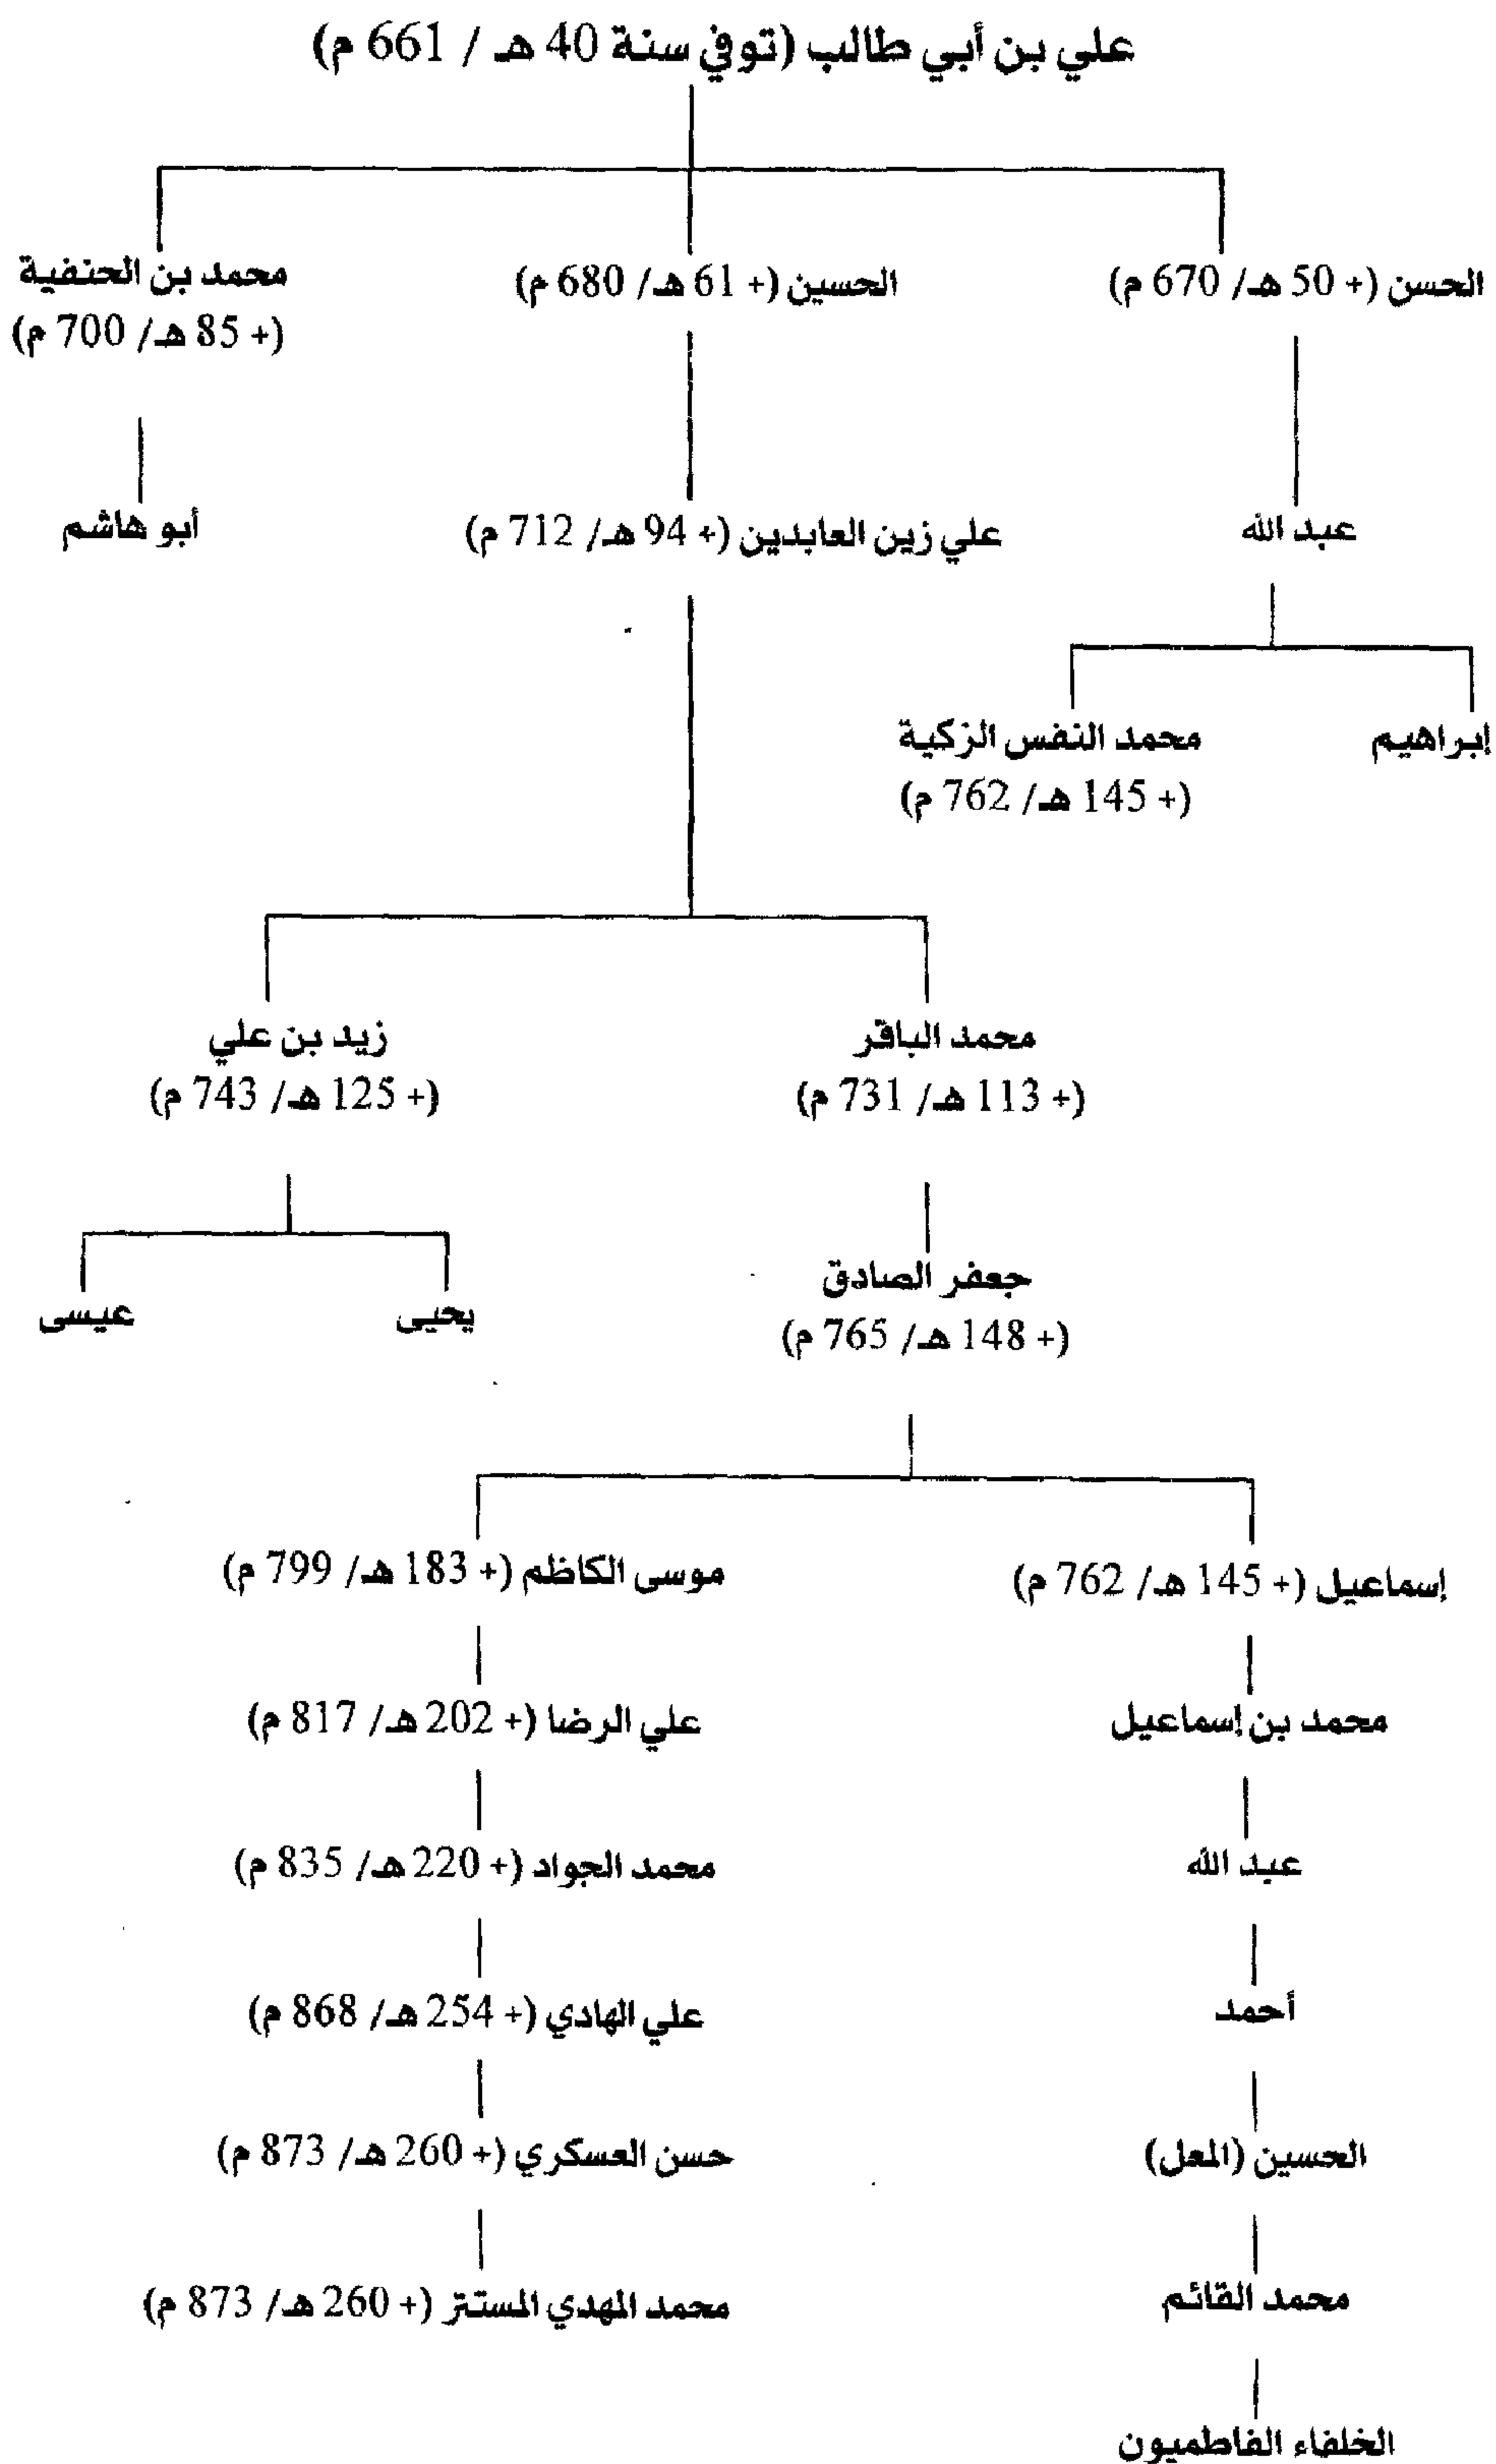 علي بن أبي طالب (توفي سنة 40 هـ / 661 م)
الحسن (+ 50 هـ/ 670 م)
الحسين (+ 61 هـ/ 680 م)
محمد بن الحنفية
(+ 85 هـ/ 700 م)
عبد الله
علي زين العابدين (+ 94 هـ/ 712 م)
أبو هاشم
إبراهيم
محمد النفس الزكية
(+ 145 هـ/ 762 م)
محمد الباقر
(+ 113 هـ/ 731 م)
زيد بن علي
(+ 125 هـ/ 743 م)
جعفر الصادق
(+ 148 هـ/ 765 م)
يحيى
عيسى
إسماعيل (+ 145 هـ/ 762 م)
موسى الكاظم (+ 183 هـ/ 799 م)
محمد بن إسماعيل
علي الرضا (+ 202 هـ/ 817 م)
عبد الله
محمد الجواد (+ 220 هـ/ 835 م)
أحمد
علي الهادي (+ 254 هـ/ 868 م)
الحسين (المعل)
حسن العسكري (+ 260 هـ/ 873 م)
محمد القائم
محمد المهدي المستتر (+ 260 هـ/ 873 م)
الخلفاء الفاطميون